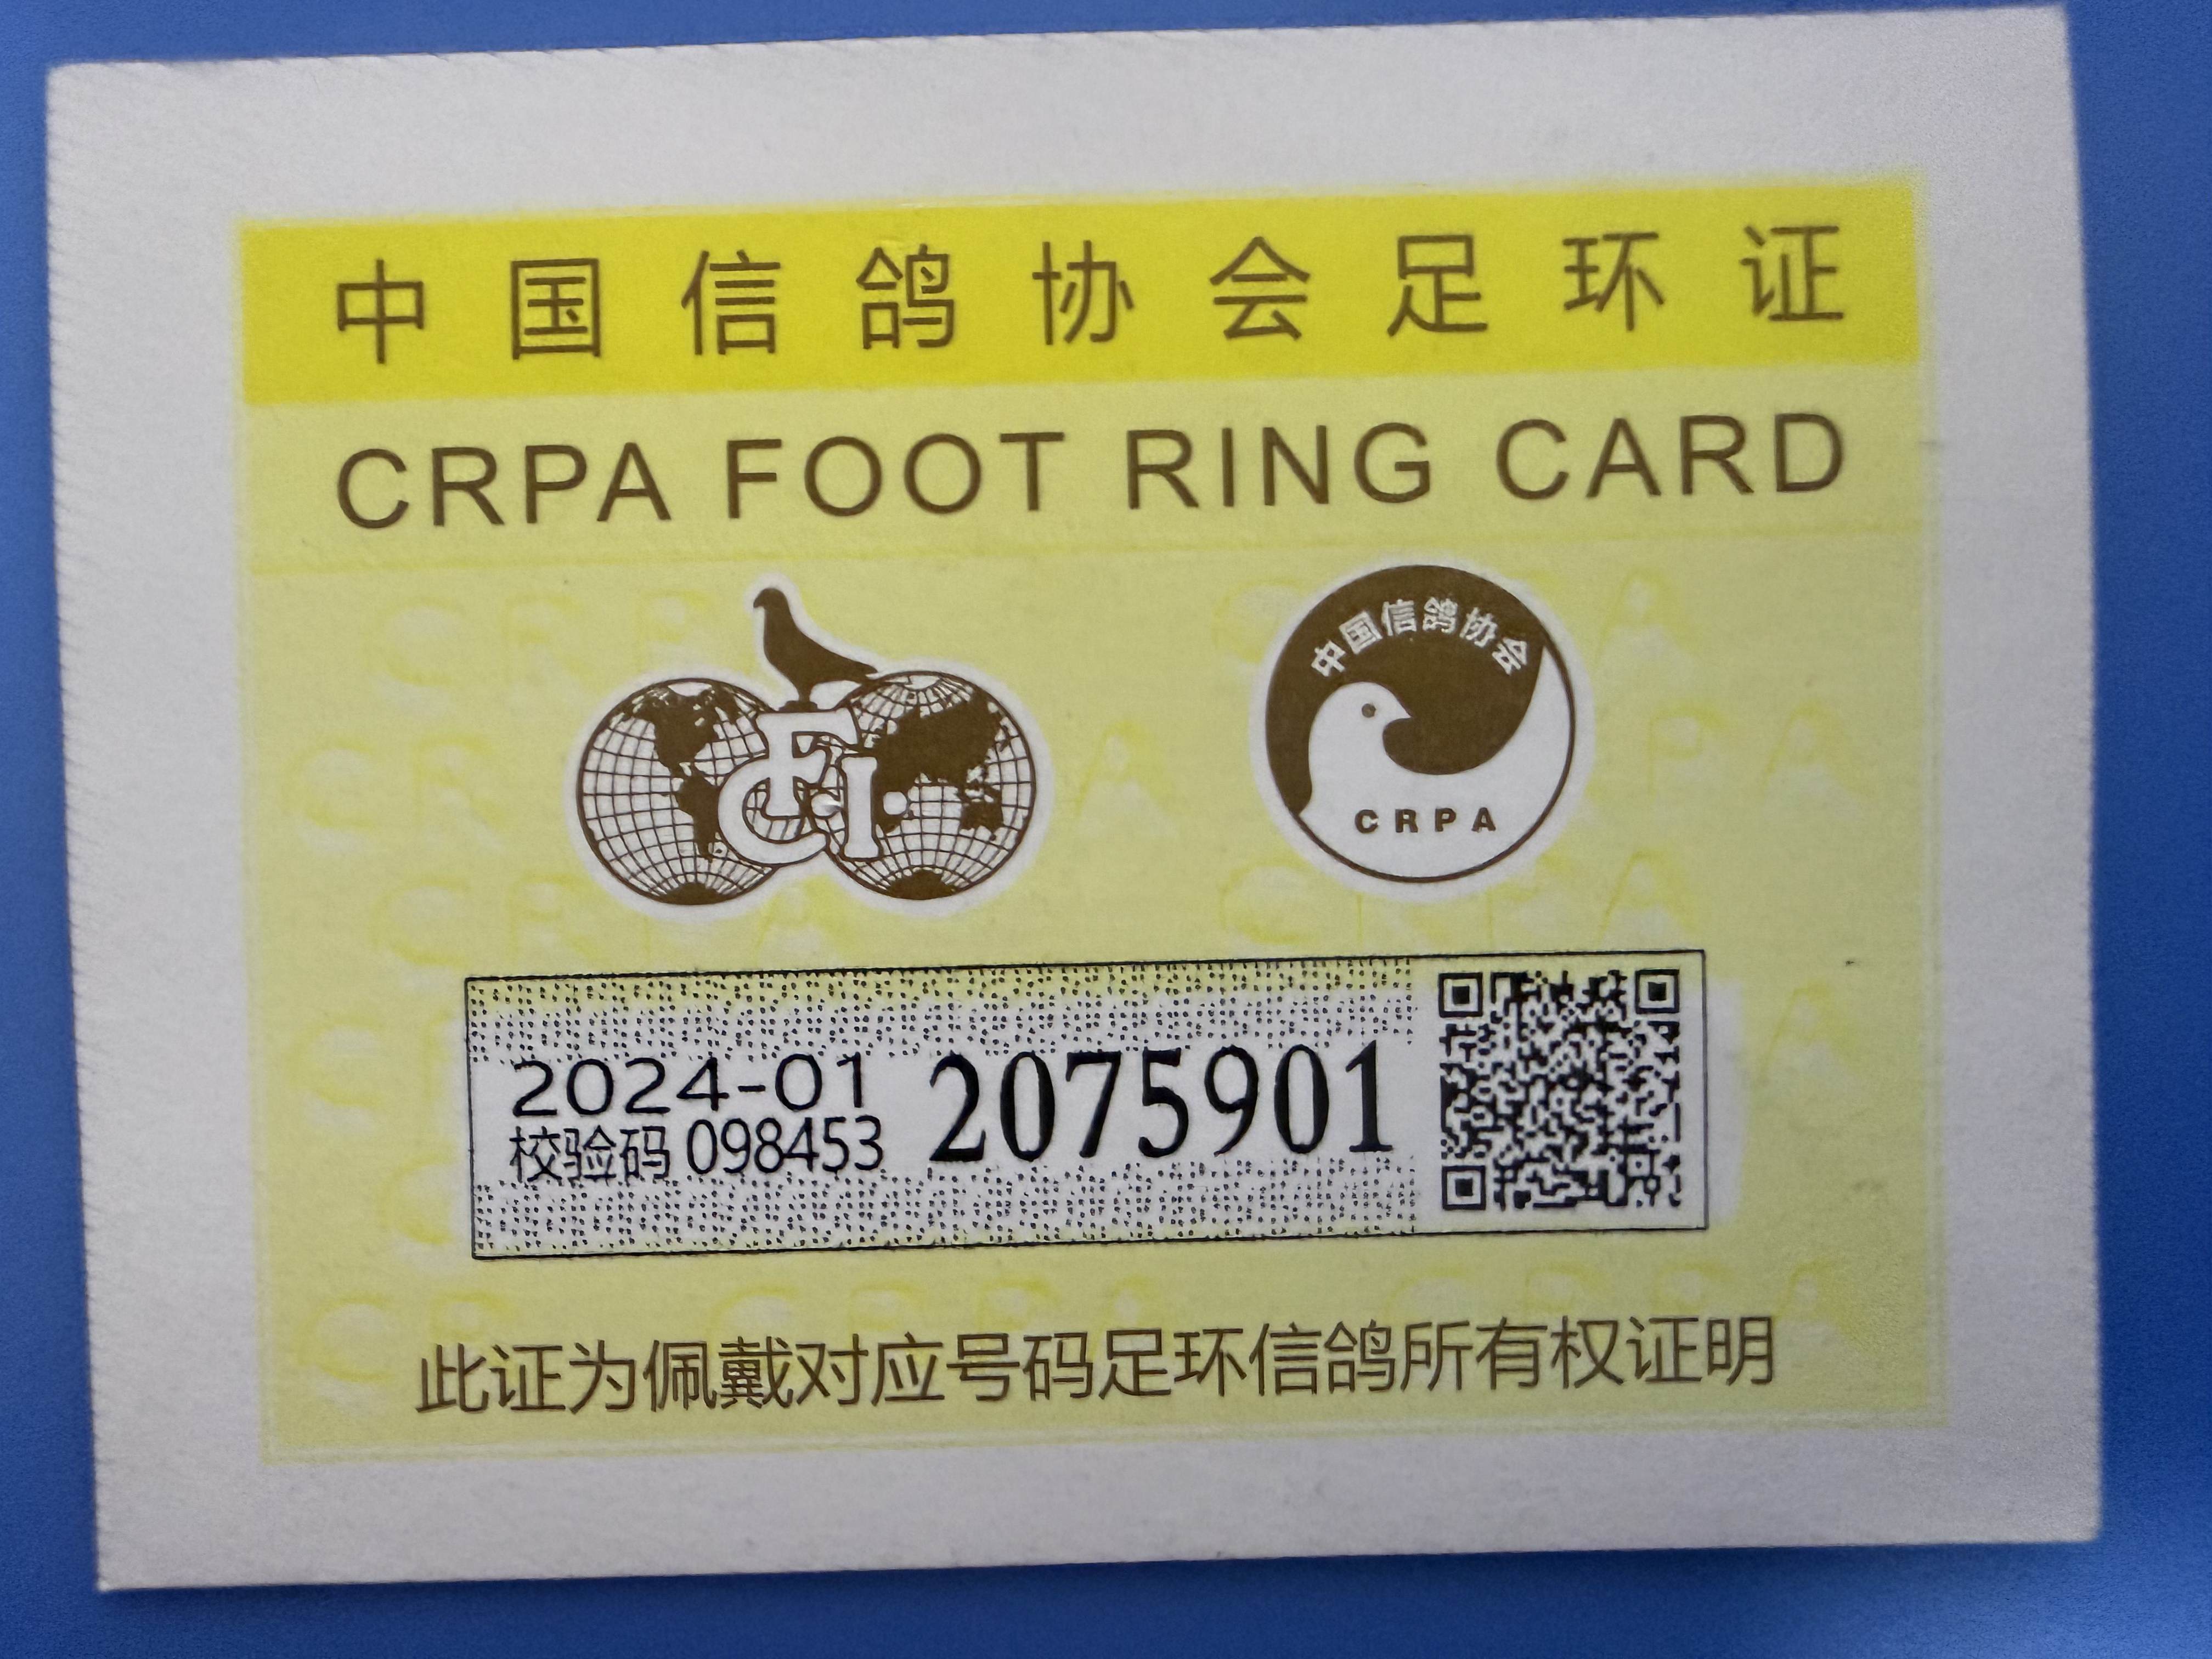 中国信鸽协会足环证
CRPA FOOT RING CARD
FCI
中国信鸽协会
CRPA
2024-01
校验码 098453
2075901
此证为佩戴对应号码足环信鸽所有权证明